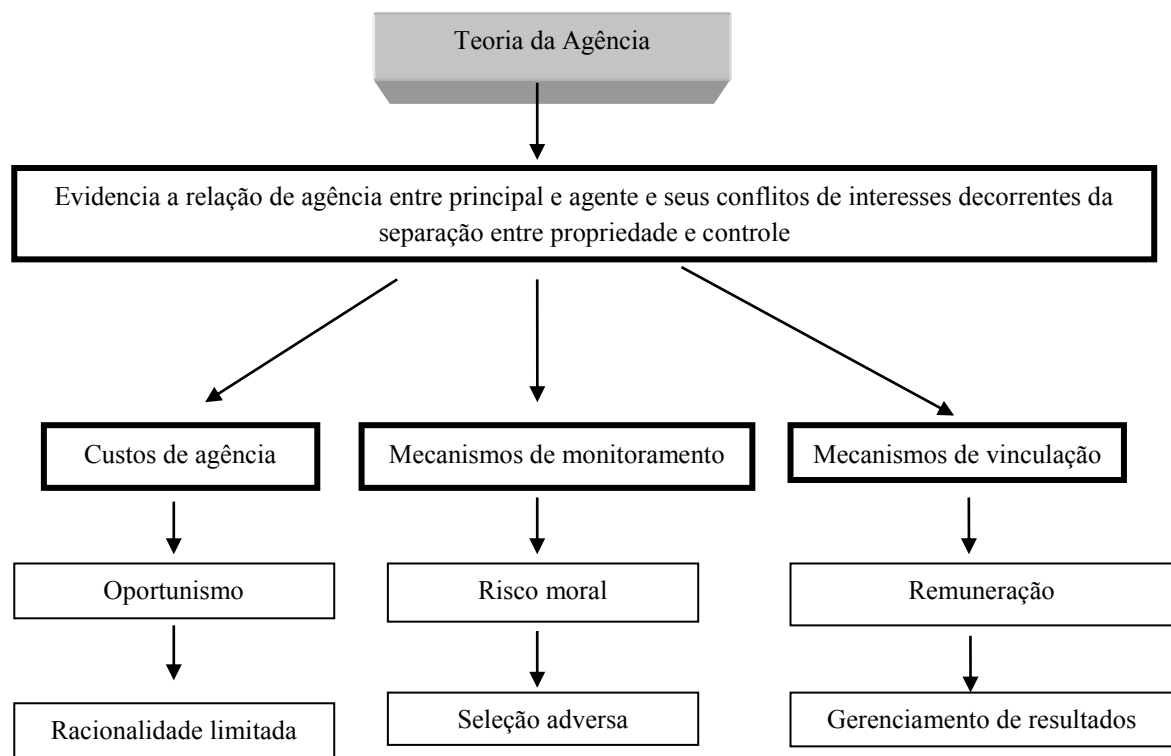 Teoria da Agência
Evidencia a relação de agência entre principal e agente e seus conflitos de interesses decorrentes da
separação entre propriedade e controle
Custos de agência
Mecanismos de monitoramento
Mecanismos de vinculação
Oportunismo
Risco moral
Remuneração
Racionalidade limitada
Seleção adversa
Gerenciamento de resultados